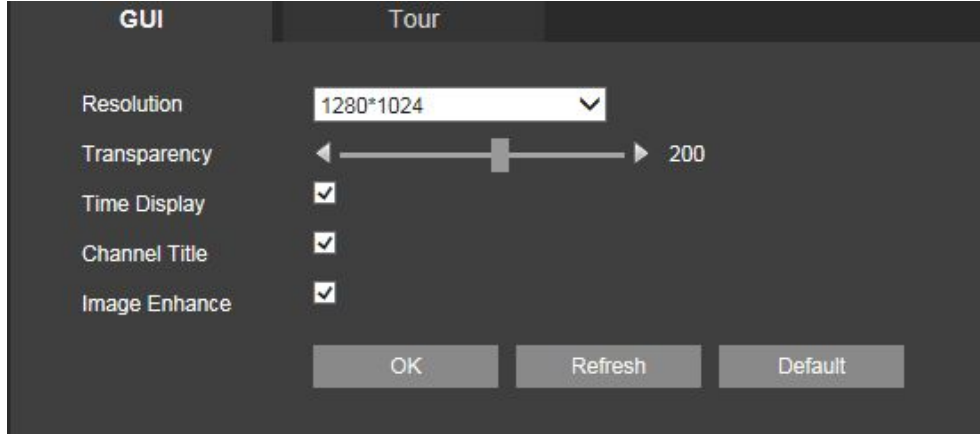 GUI Tour
Resolution 1280*1024
Transparency 200
Time Display
Channel Title
Image Enhance
OK Refresh Default